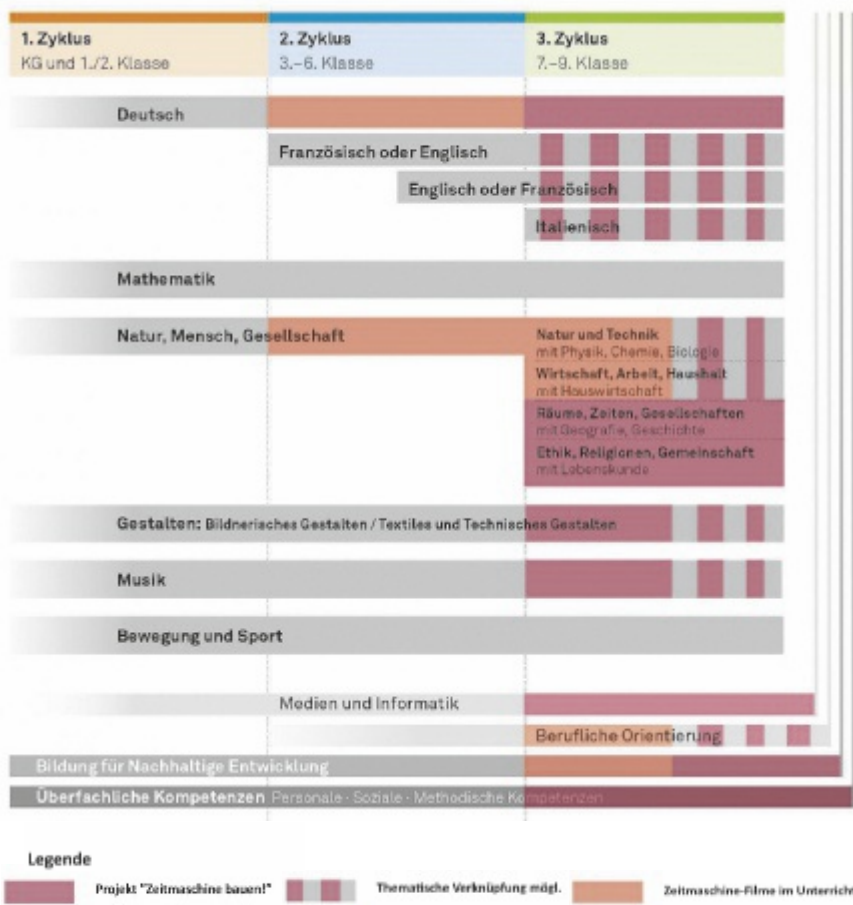 1. Zyklus
KG und 1./2. Klasse
2. Zyklus
3.–6. Klasse
3. Zyklus
7.–9. Klasse
Deutsch
Französisch oder Englisch
Englisch oder Französisch
Italienisch
Mathematik
Natur, Mensch, Gesellschaft
Natur und Technik
mit Physik, Chemie, Biologie
Wirtschaft, Arbeit, Haushalt
mit Hauswirtschaft
Räume, Zeiten, Gesellschaften
mit Geografie, Geschichte
Ethik, Religionen, Gemeinschaft
mit Lebenskunde
Gestalten: Bildnerisches Gestalten / Textiles und Technisches Gestalten
Musik
Bewegung und Sport
Medien und Informatik
Berufliche Orientierung
Bildung für Nachhaltige Entwicklung
Überfachliche Kompetenzen Personale · Soziale · Methodische Kompetenzen
Legende
Projekt "Zeitmaschine bauen!"
Thematische Verknüpfung mögl.
Zeitmaschine-Filme im Unterricht